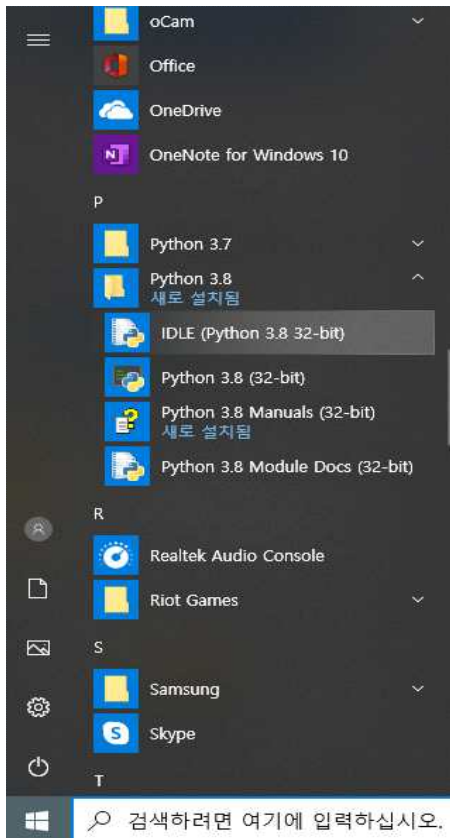 oCam
Office
OneDrive
OneNote for Windows 10
P
Python 3.7
Python 3.8
새로 설치됨
IDLE (Python 3.8 32-bit)
Python 3.8 (32-bit)
Python 3.8 Manuals (32-bit)
새로 설치됨
Python 3.8 Module Docs (32-bit)
R
Realtek Audio Console
Riot Games
S
Samsung
Skype
T
검색하려면 여기에 입력하십시오.